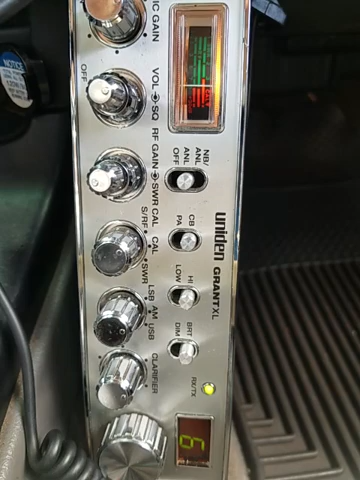 MIC GAIN
OFF
VOL SQ
RF GAIN SWR CAL
S/RF CAL SWR
LSB AM USB
CLARIFIER
NB/
ANL
ANL
OFF
CB
PA
HI
LOW
BRT
DIM
uniden GRANT XL
RX/TX
6
NOTICE